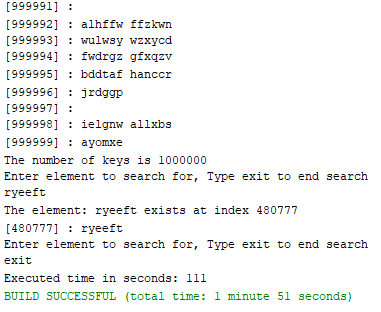 [999991] :
[999992] : alhffw ffzkwn
[999993] : wulwsy wzxycd
[999994] : fwdrgz gfxqzv
[999995] : bddtaf hanccr
[999996] : jrdggp
[999997] :
[999998] : ielgnw allxbs
[999999] : ayomxe
The number of keys is 1000000
Enter element to search for, Type exit to end search
ryeeft
The element: ryeeft exists at index 480777
[480777] : ryeeft
Enter element to search for, Type exit to end search
exit
Executed time in seconds: 111
BUILD SUCCESSFUL (total time: 1 minute 51 seconds)